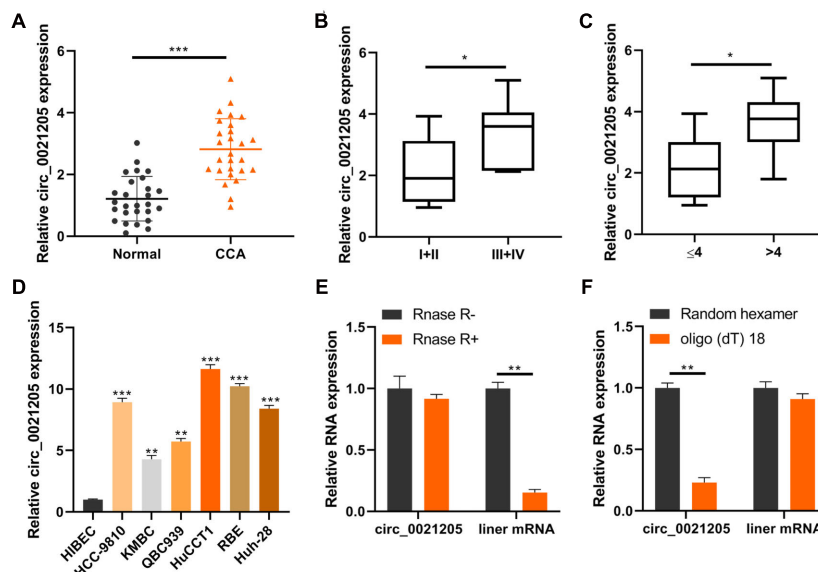 A
Relative circ_0021205 expression
6
4
2
0
***
Normal
CCA
B
Relative circ_0021205 expression
6
4
2
0
*
I+II
III+IV
C
Relative circ_0021205 expression
6
4
2
0
*
≤4
>4
D
Relative circ_0021205 expression
15
10
5
0
***
**
**
***
***
***
HIBEC
HCC-9810
KMBC
QBC939
HuCCT1
RBE
Huh-28
E
Rnase R-
Rnase R+
Relative RNA expression
1.5
1.0
0.5
0.0
**
circ_0021205
liner mRNA
F
Random hexamer
oligo (dT) 18
Relative RNA expression
1.5
1.0
0.5
0.0
**
circ_0021205
liner mRNA